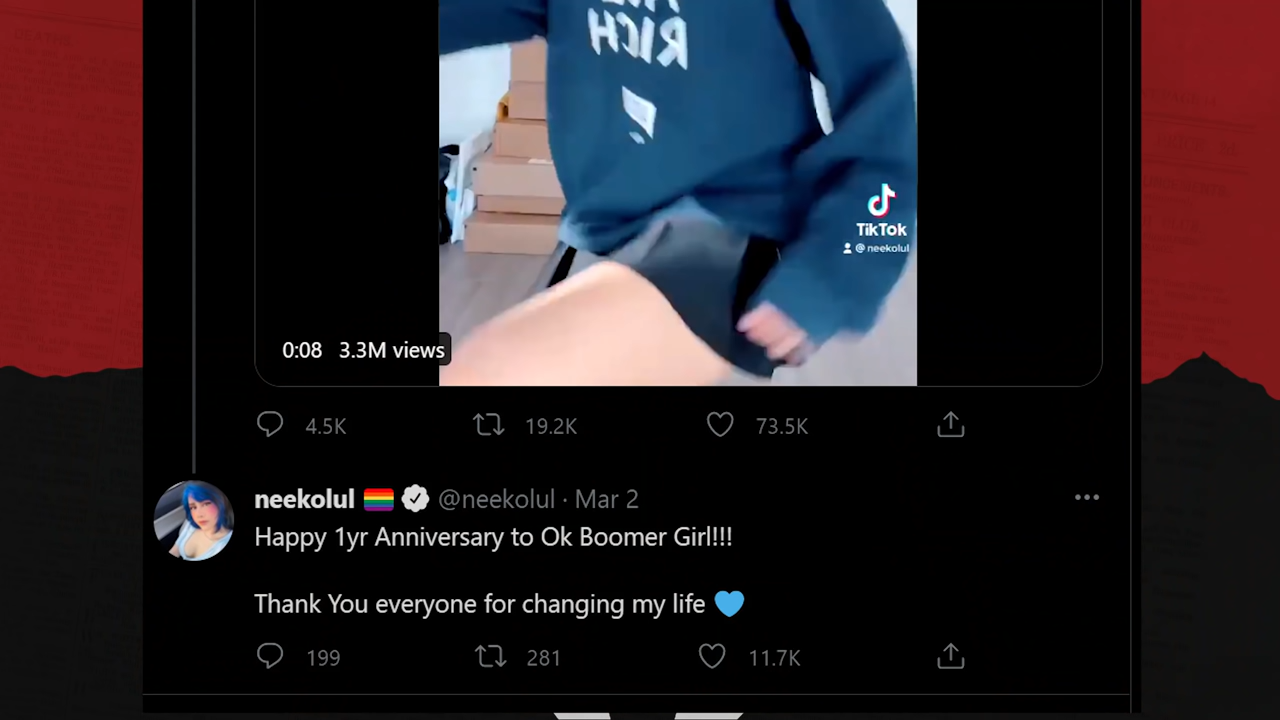 RICH
TikTok
@neekolul
0:08 3.3M views
4.5K 19.2K 73.5K
neekolul @neekolul · Mar 2
Happy 1yr Anniversary to Ok Boomer Girl!!!
Thank You everyone for changing my life
199 281 11.7K